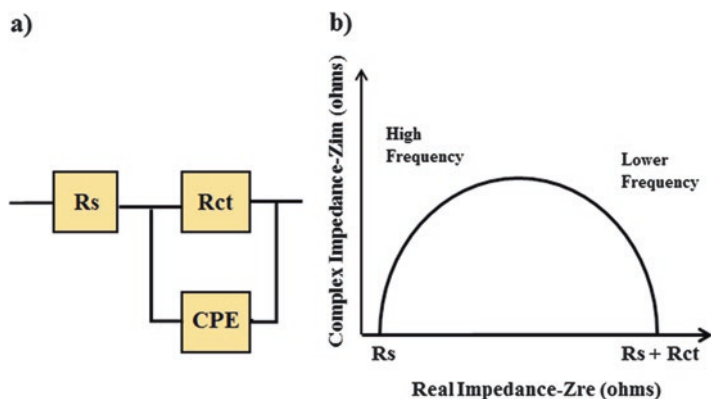 a)
Rs
Rct
CPE
b)
Complex Impedance-Zim (ohms)
High
Frequency
Lower
Frequency
Rs
Rs + Rct
Real Impedance-Zre (ohms)